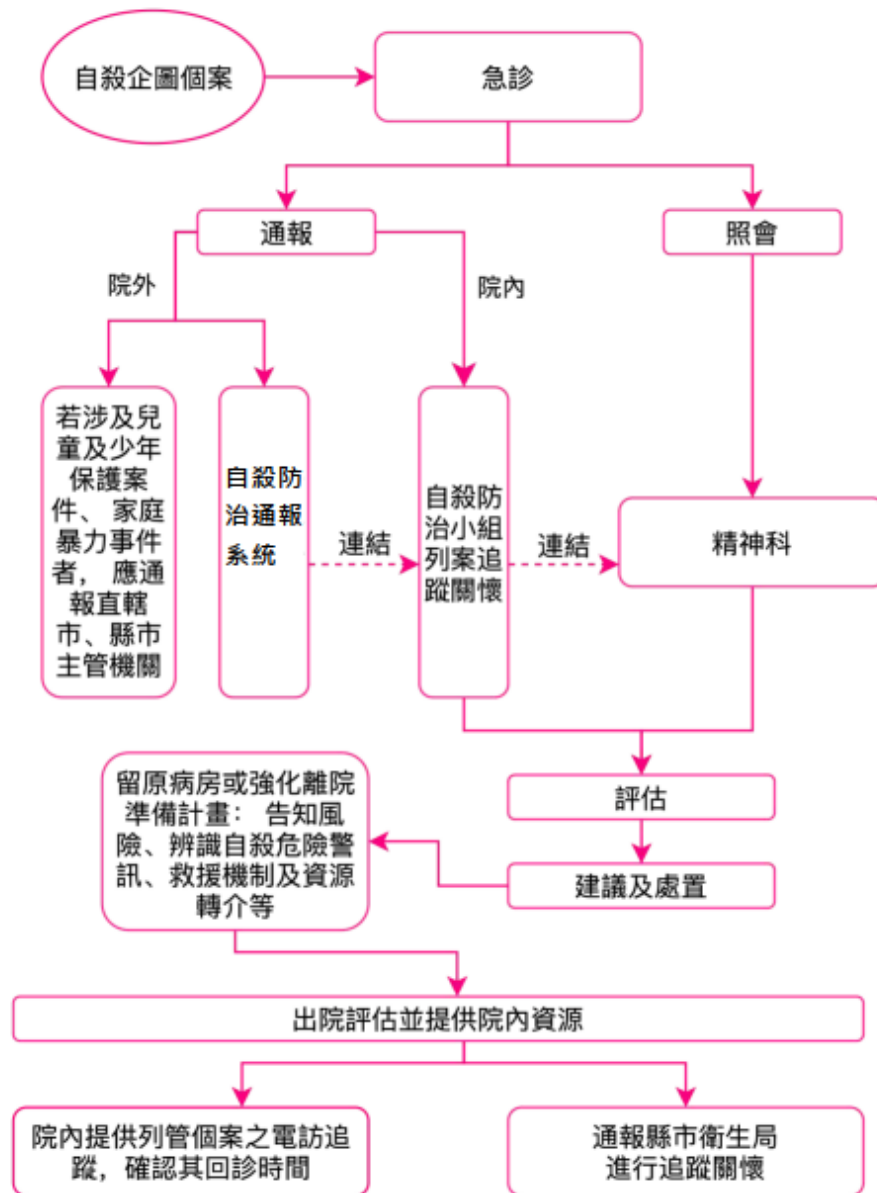 自殺企圖個案
急診
通報
照會
院外
院內
若涉及兒
童及少年
保護案
件、 家庭
暴力事件
者， 應通
報直轄
市、縣市
主管機關
自殺防
治通報
系統
連結
自殺防
治小組
列案追
蹤關懷
連結
精神科
評估
建議及處置
留原病房或強化離院
準備計畫： 告知風
險、辨識自殺危險警
訊、救援機制及資源
轉介等
出院評估並提供院內資源
院內提供列管個案之電訪追
蹤，確認其回診時間
通報縣市衛生局
進行追蹤關懷